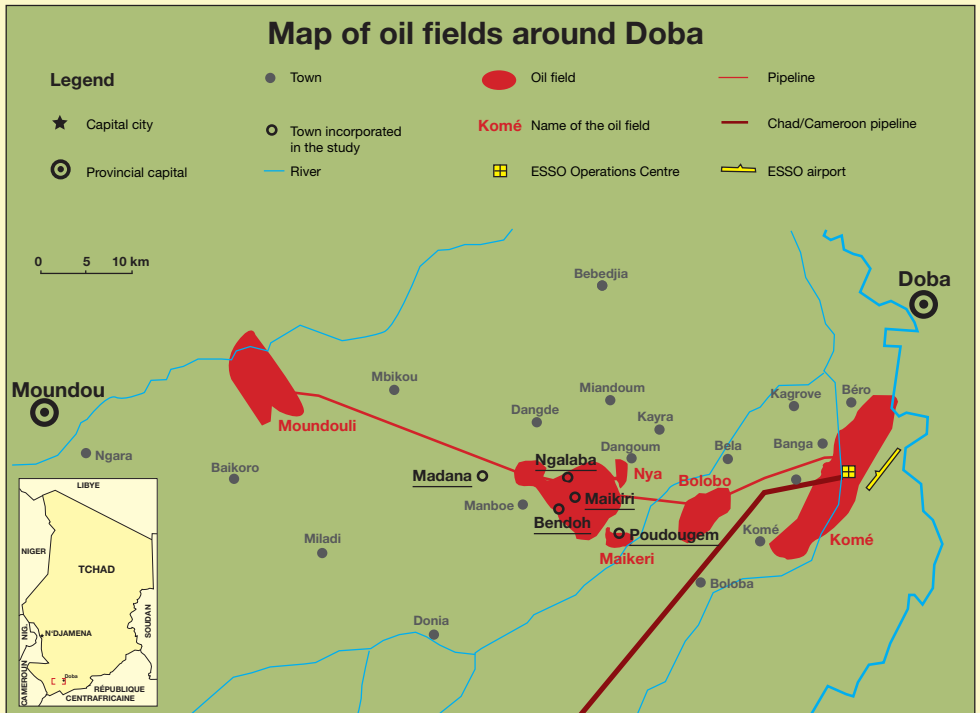 Map of oil fields around Doba
Legend
Town
Oil field
Pipeline
Capital city
Town incorporated
in the study
Komé
Name of the oil field
Chad/Cameroon pipeline
Provincial capital
River
ESSO Operations Centre
ESSO airport
0 5 10 km
Bebedjia
Doba
Moundou
Mbikou
Miandoum
Kagrove
Béro
Dangde
Kayra
Moundouli
Ngara
Dangoum
Bela
Banga
Baikoro
Madana
Ngalaba
Nya
Bolobo
Manboe
Maikiri
Bendoh
Poudougem
Komé
Komé
Miladi
Maikeri
Boloba
Donia
LIBYE
NIGER
TCHAD
SOUDAN
NIG.
N'DJAMENA
CAMEROUN
Doba
RÉPUBLIQUE
CENTRAFRICAINE